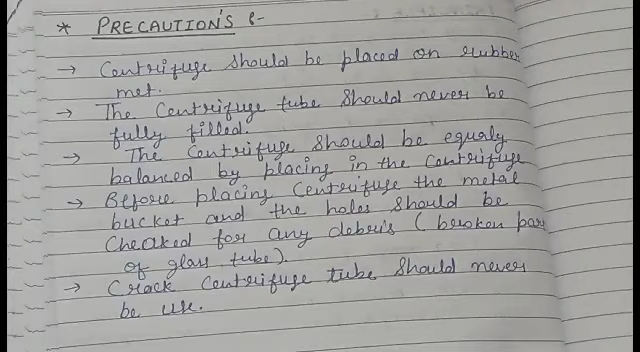 * PRECAUTION'S :-
→ Centrifuge should be placed on rubber
met.
→ The Centrifuge tube should never be
fully filled.
→ The Centrifuge should be equaly
balanced by placing in the Centrifuge
→ Before placing Centrifuge the metal
bucket and the holes should be
cheaked for any debris (broken par
of glass tube).
→ Crack Centrifuge tube should never
be use.